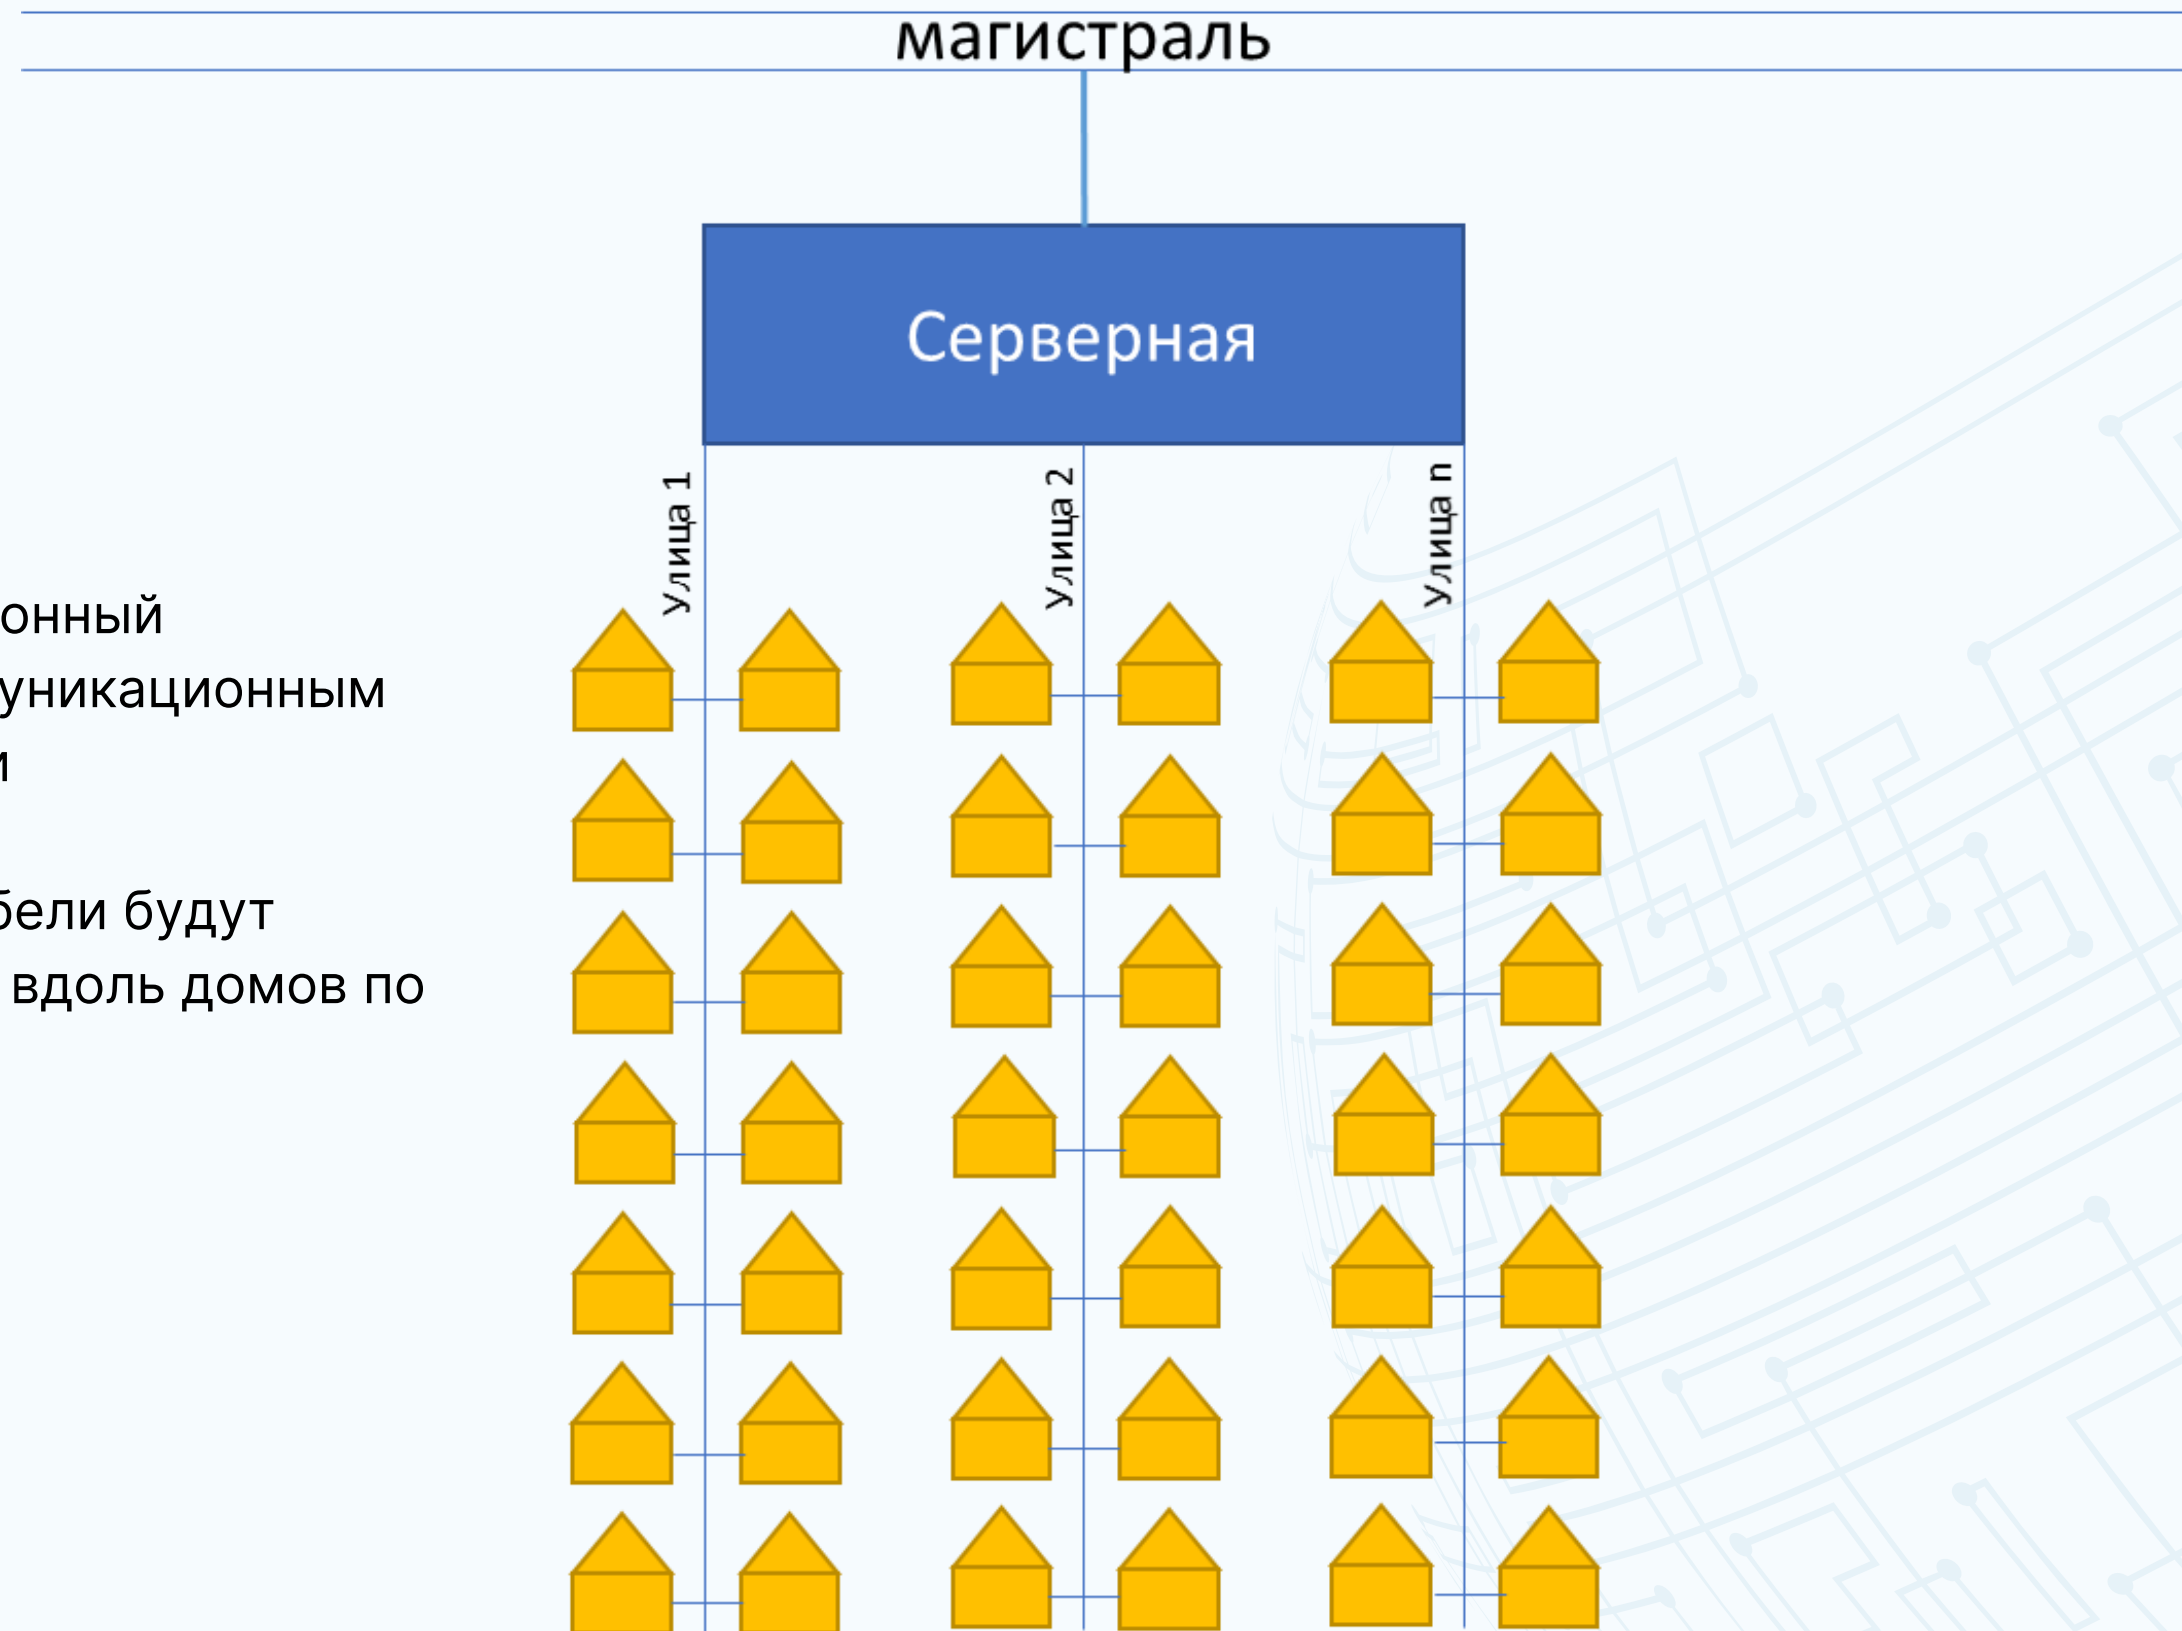 магистраль
Серверная
Улица 1
Улица 2
Улица n
онный
уникационным
и
бели будут
вдоль домов по